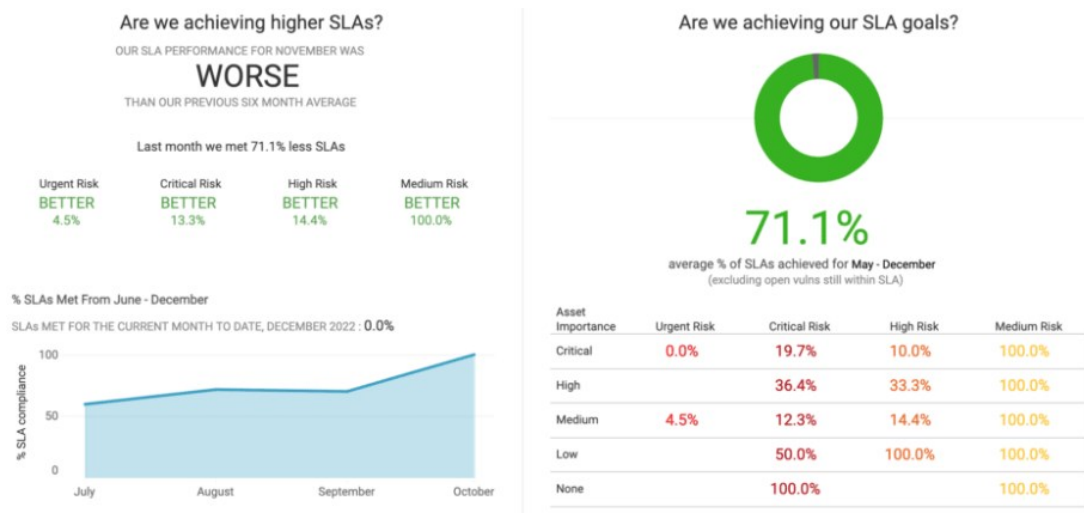 Are we achieving higher SLAs?
OUR SLA PERFORMANCE FOR NOVEMBER WAS
WORSE
THAN OUR PREVIOUS SIX MONTH AVERAGE
Last month we met 71.1% less SLAs
Urgent Risk Critical Risk High Risk Medium Risk
BETTER BETTER BETTER BETTER
4.5% 13.3% 14.4% 100.0%
% SLAs Met From June - December
SLAs MET FOR THE CURRENT MONTH TO DATE, DECEMBER 2022 : 0.0%
% SLA compliance
100
50
0
July August September October
Are we achieving our SLA goals?
71.1%
average % of SLAs achieved for May - December
(excluding open vulns still within SLA)
Asset
Importance Urgent Risk Critical Risk High Risk Medium Risk
Critical 0.0% 19.7% 10.0% 100.0%
High 36.4% 33.3% 100.0%
Medium 4.5% 12.3% 14.4% 100.0%
Low 50.0% 100.0% 100.0%
None 100.0% 100.0%